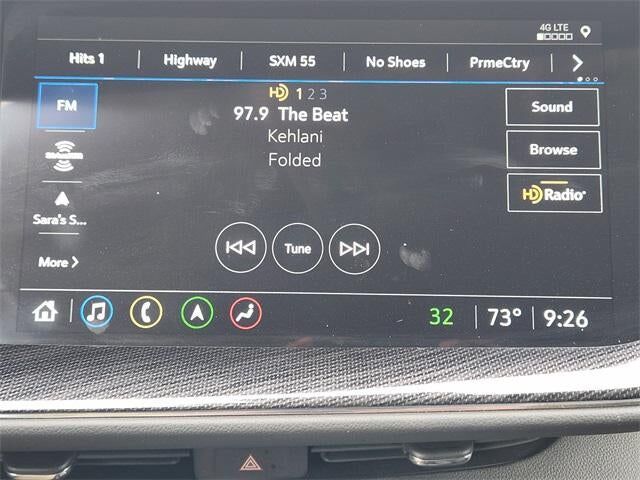 4G LTE
Hits 1 Highway SXM 55 No Shoes PrmeCtry
FM
HD 1 2 3
97.9 The Beat
Kehlani
Folded
Sound
Browse
HD Radio
Sara's S...
More
Tune
32 73° 9:26